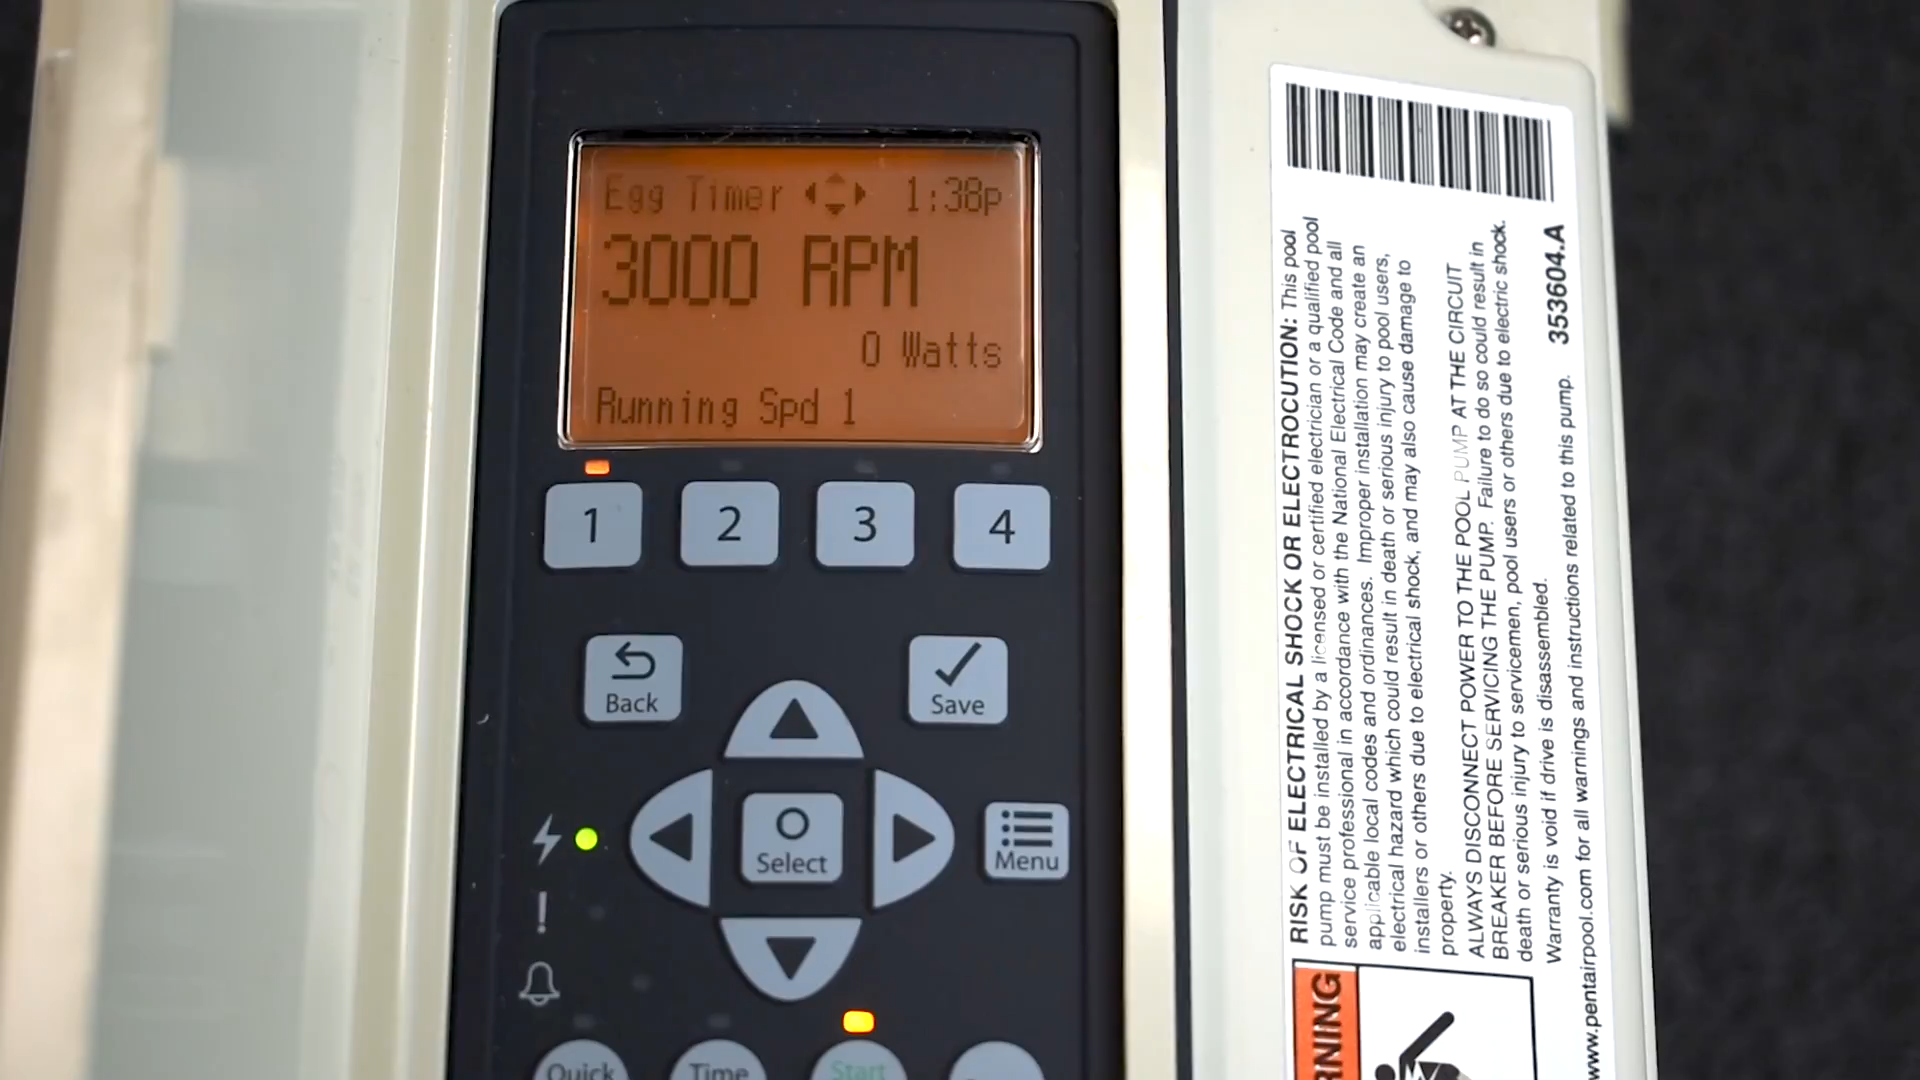 Egg Timer 1:38p
3000 RPM
0 Watts
Running Spd 1
1 2 3 4
Back Save
Select
Menu
Quick Time Start
RISK OF ELECTRICAL SHOCK OR ELECTROCUTION: This pool
pump must be installed by a licensed or certified electrician or a qualified pool
service professional in accordance with the National Electrical Code and all
applicable local codes and ordinances. Improper installation may create an
electrical hazard which could result in death or serious injury to pool users,
installers or others due to electrical shock, and may also cause damage to
property.
ALWAYS DISCONNECT POWER TO THE POOL PUMP AT THE CIRCUIT
BREAKER BEFORE SERVICING THE PUMP. Failure to do so could result in
death or serious injury to servicemen, pool users or others due to electric shock.
Warranty is void if drive is disassembled.
www.pentairpool.com for all warnings and instructions related to this pump. 353604.A
RNING